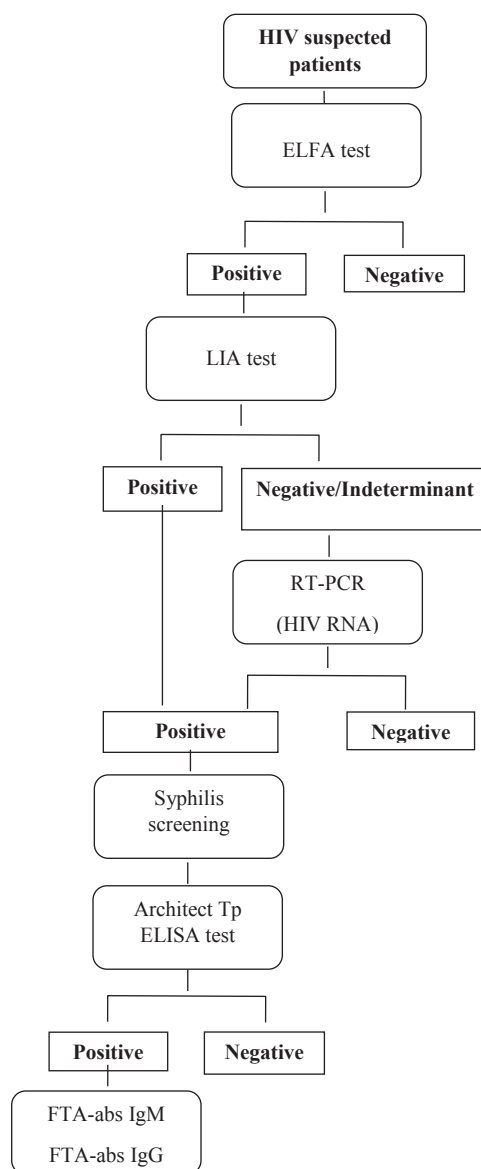 HIV suspected
patients
ELFA test
Positive
Negative
LIA test
Positive
Negative/Indeterminant
RT-PCR
(HIV RNA)
Positive
Negative
Syphilis
screening
Architect Tp
ELISA test
Positive
Negative
FTA-abs IgM
FTA-abs IgG